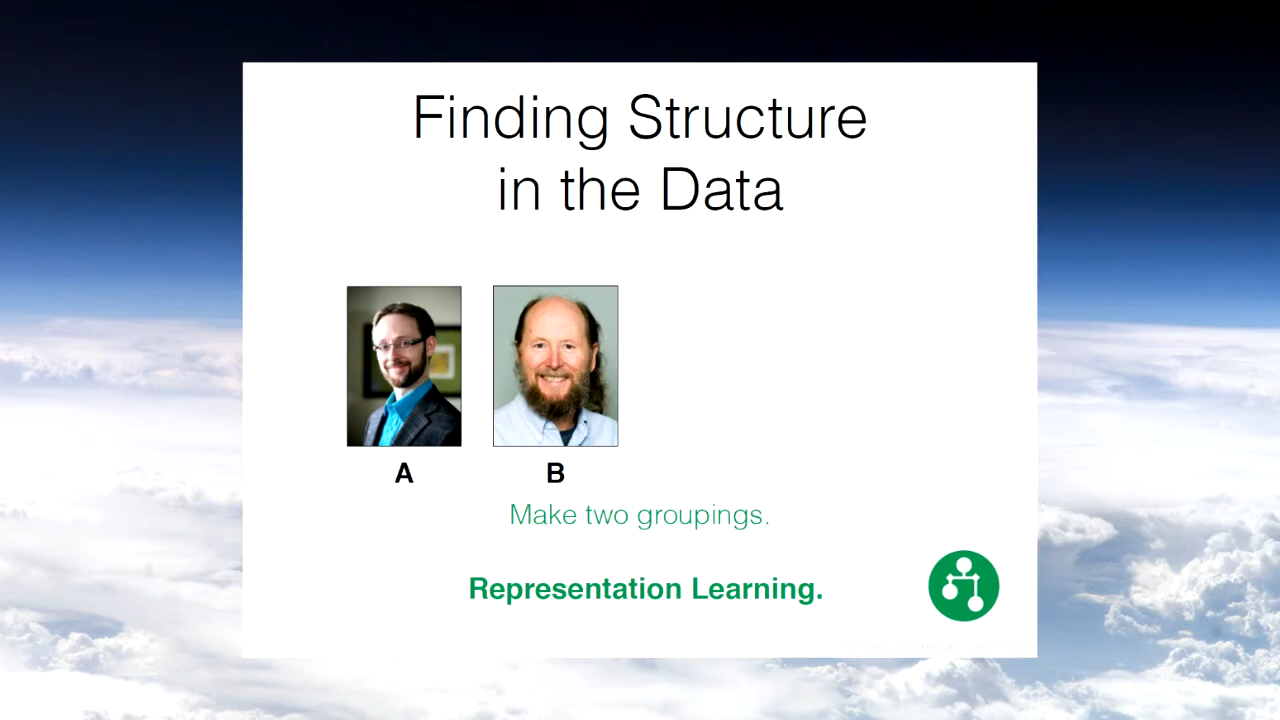 Finding Structure
in the Data
A
B
Make two groupings.
Representation Learning.